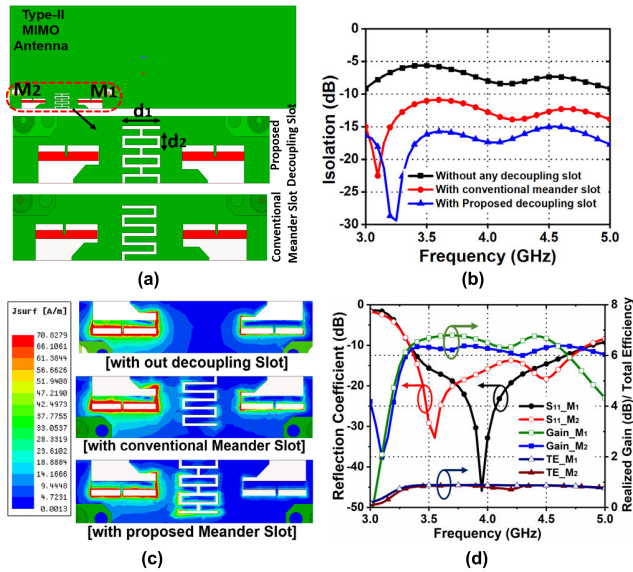 Type-II
MIMO
Antenna
M2
M1
d1
d2
Proposed
Decoupling Slot
Conventional
Meander Slot
(a)
0
-5
-10
-15
-20
-25
-30
Isolation (dB)
Without any decoupling slot
With conventional meander slot
With Proposed decoupling slot
3.0 3.5 4.0 4.5 5.0
Frequency (GHz)
(b)
Jsurf [A/m]
70.8279
66.1061
61.3844
56.6626
51.9408
47.2190
42.4973
37.7755
33.0537
28.3319
23.6102
18.8884
14.1666
9.4448
4.7231
0.0013
[with out decoupling Slot]
[with conventional Meander Slot]
[with proposed Meander Slot]
(c)
0
-10
-20
-30
-40
-50
Reflection Coefficient (dB)
S11_M1
S11_M2
Gain_M1
Gain_M2
TE_M1
TE_M2
8
6
4
2
0
Realized Gain (dB)/ Total Efficiency
3.0 3.5 4.0 4.5 5.0
Frequency (GHz)
(d)